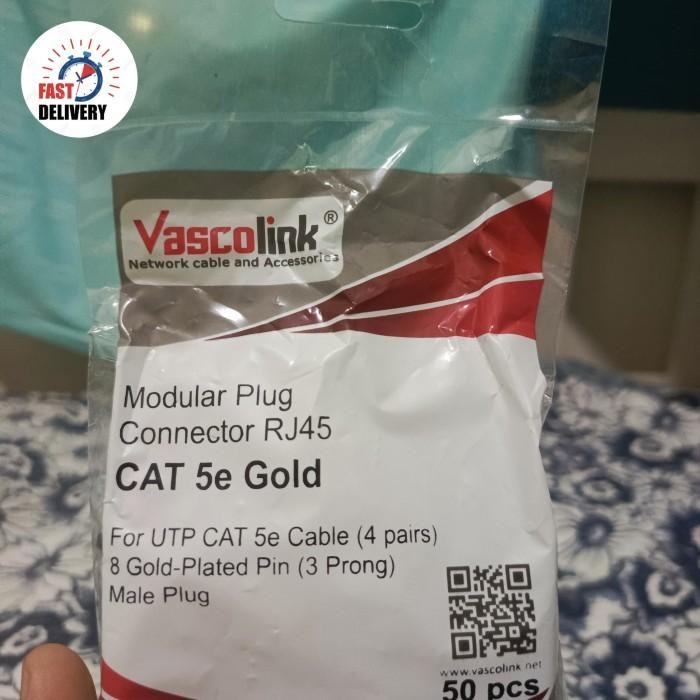 FAST
DELIVERY
Vascolink®
Network cable and Accessories
Modular Plug
Connector RJ45
CAT 5e Gold
For UTP CAT 5e Cable (4 pairs)
8 Gold-Plated Pin (3 Prong)
Male Plug
www.vascolink.net
50 pcs